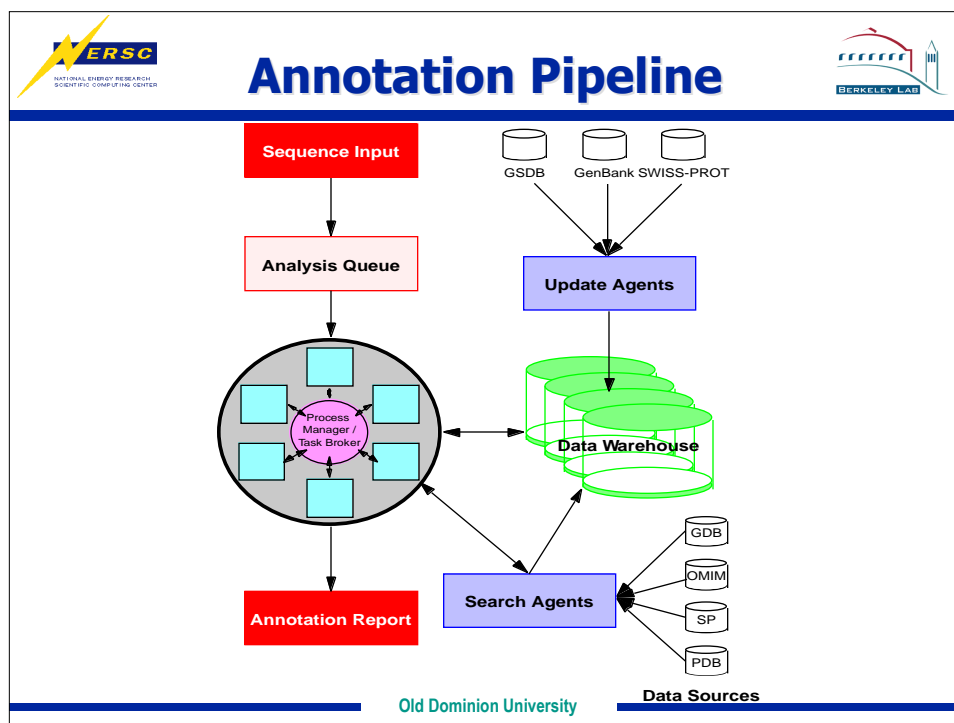 NERSC
NATIONAL ENERGY RESEARCH
SCIENTIFIC COMPUTING CENTER
Annotation Pipeline
BERKELEY LAB
Sequence Input
GSDB
GenBank
SWISS-PROT
Analysis Queue
Update Agents
Process
Manager /
Task Broker
Data Warehouse
GDB
OMIM
SP
PDB
Search Agents
Annotation Report
Data Sources
Old Dominion University